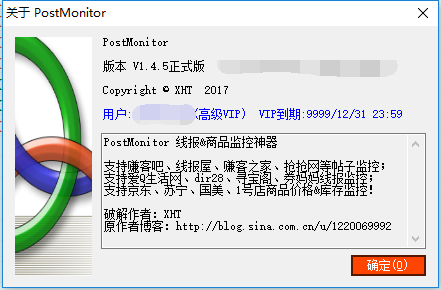 关于 PostMonitor
PostMonitor
版本 V1.4.5正式版
Copyright © XHT 2017
用户: (高级VIP) VIP到期:9999/12/31 23:59
PostMonitor 线报&商品监控神器
支持赚客吧、线报屋、赚客之家、抢抢网等帖子监控;
支持爱Q生活网、dir28、寻宝阁、券妈妈线报监控;
支持京东、苏宁、国美、1号店商品价格&库存监控!
破解作者: XHT
原作者博客: http://blog.sina.com.cn/u/1220069992
确定(O)